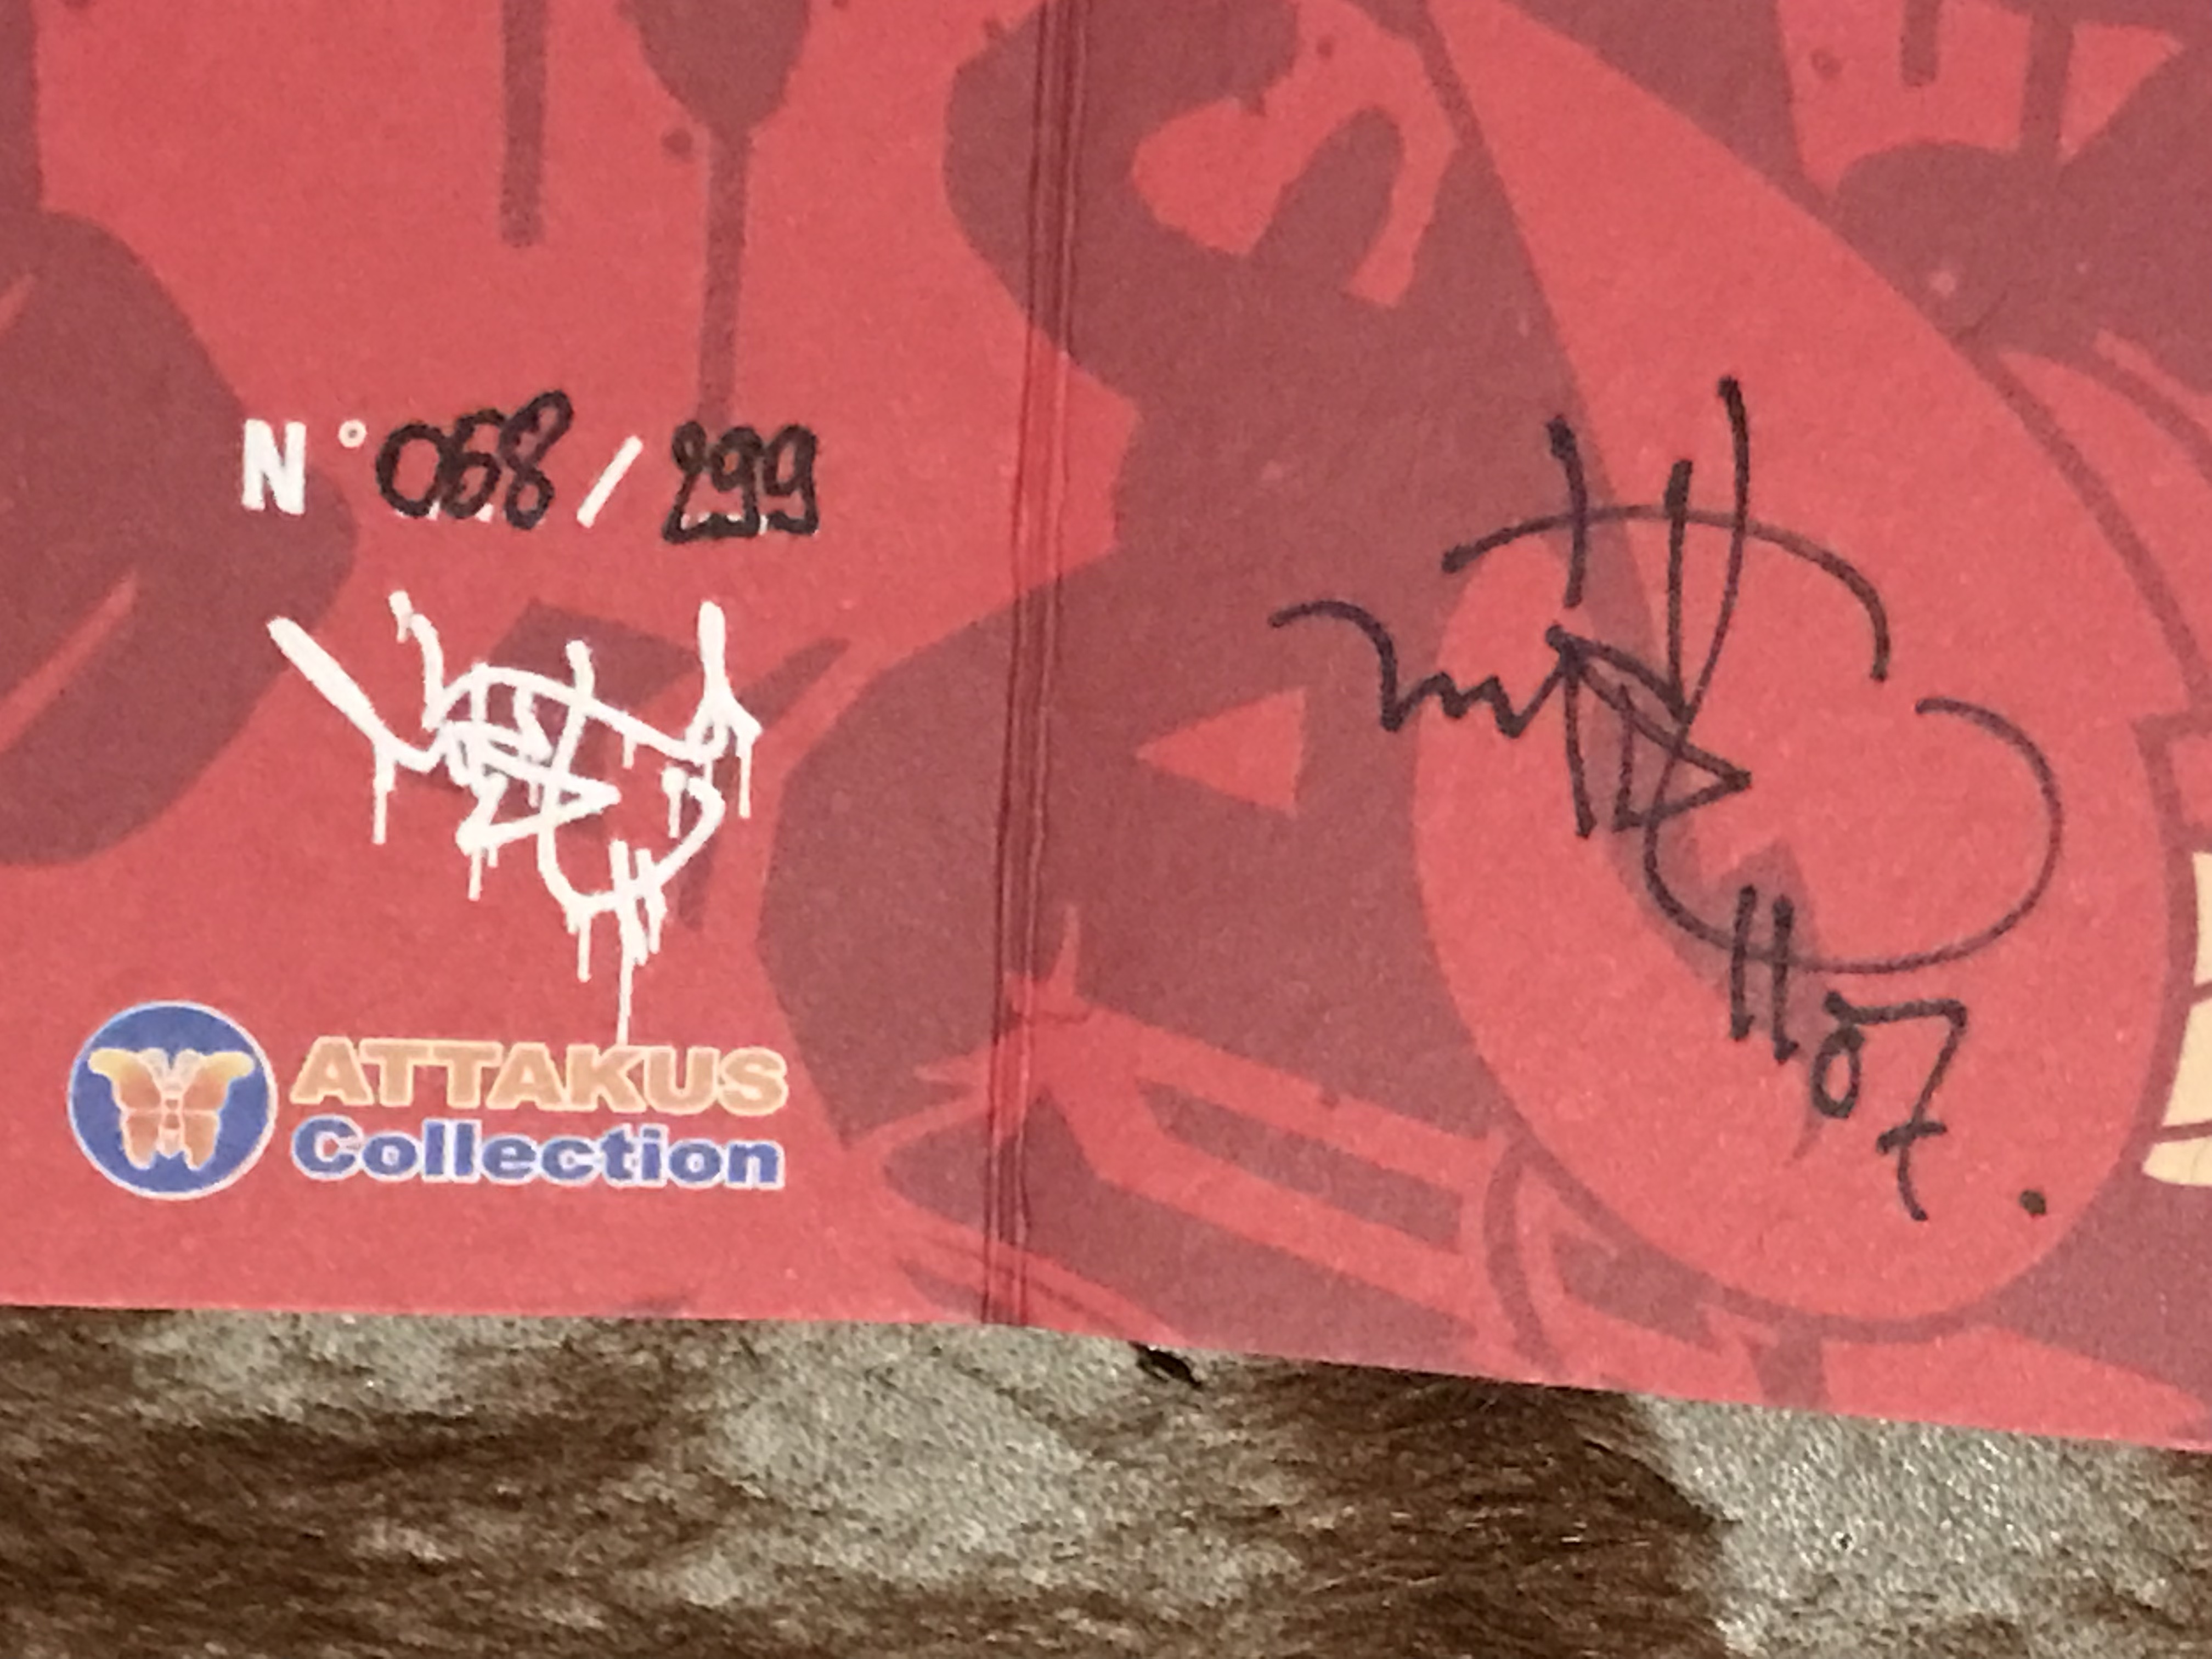 N° 068 / 299
ATTAKUS
Collection
07.